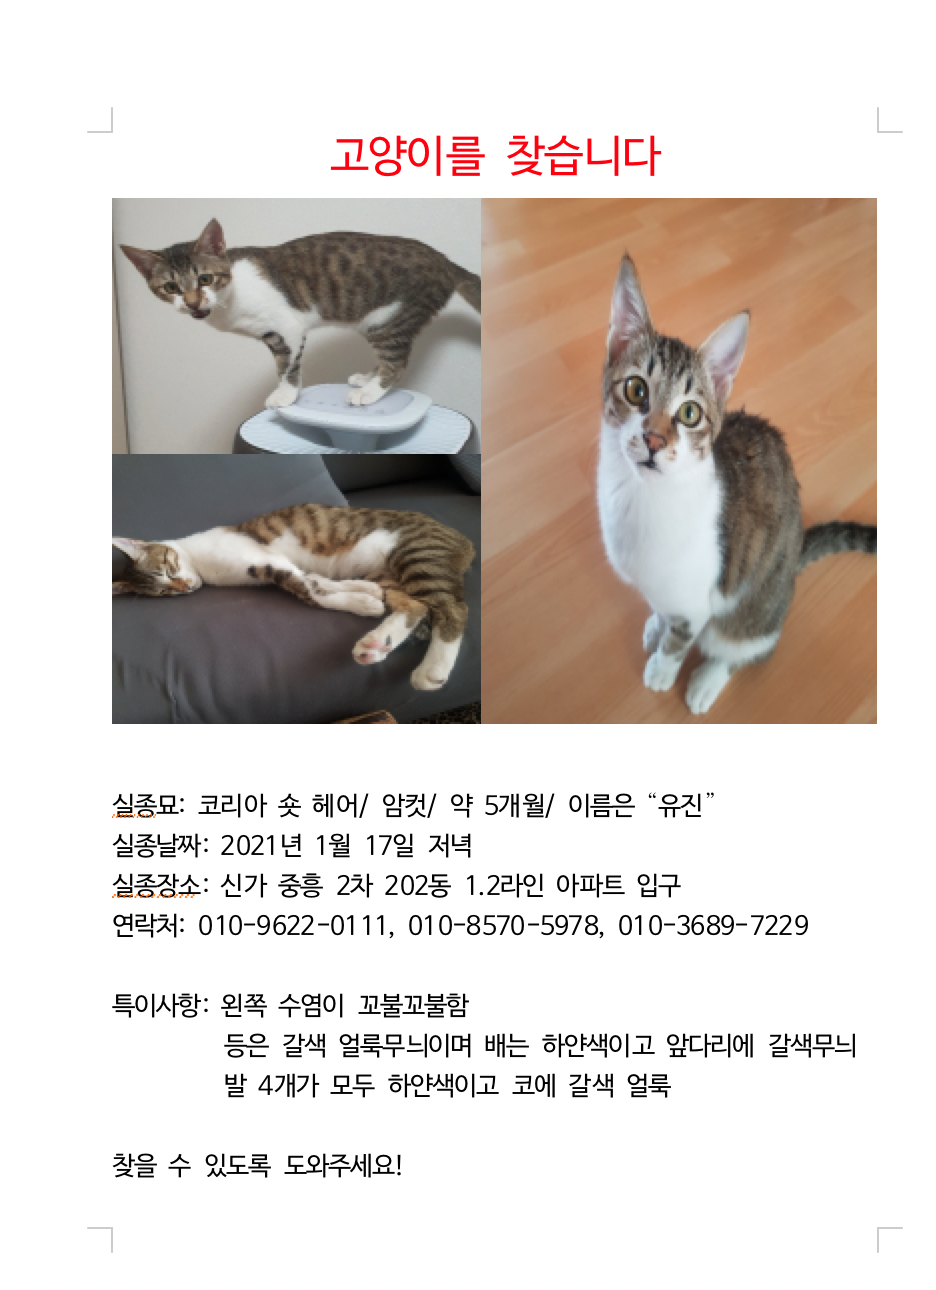 고양이를 찾습니다
실종묘: 코리아 숏 헤어/ 암컷/ 약 5개월/ 이름은 “유진”
실종날짜: 2021년 1월 17일 저녁
실종장소: 신가 중흥 2차 202동 1.2라인 아파트 입구
연락처: 010-9622-0111, 010-8570-5978, 010-3689-7229
특이사항: 왼쪽 수염이 꼬불꼬불함
등은 갈색 얼룩무늬이며 배는 하얀색이고 앞다리에 갈색무늬
발 4개가 모두 하얀색이고 코에 갈색 얼룩
찾을 수 있도록 도와주세요!